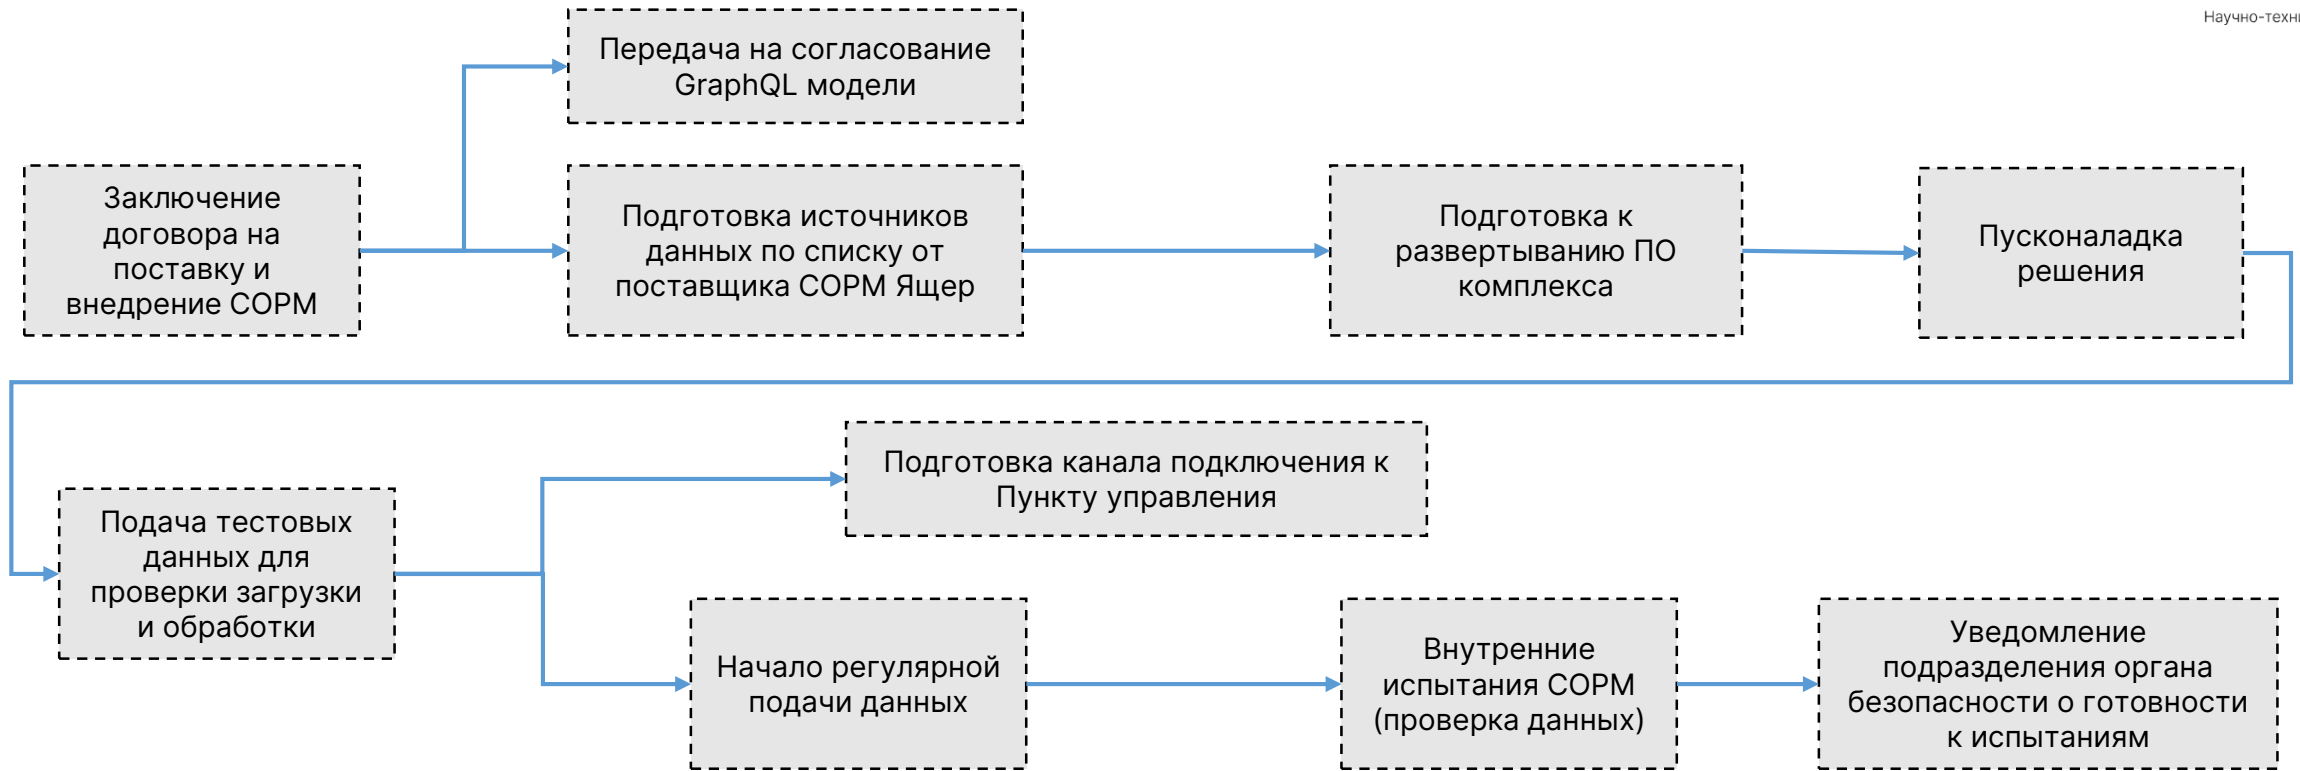 Научно-техни
Передача на согласование
GraphQL модели
Заключение
договора на
поставку и
внедрение СОРМ
Подготовка источников
данных по списку от
поставщика СОРМ Ящер
Подготовка к
развертыванию ПО
комплекса
Пусконаладка
решения
Подготовка канала подключения к
Пункту управления
Подача тестовых
данных для
проверки загрузки
и обработки
Начало регулярной
подачи данных
Внутренние
испытания СОРМ
(проверка данных)
Уведомление
подразделения органа
безопасности о готовности
к испытаниям